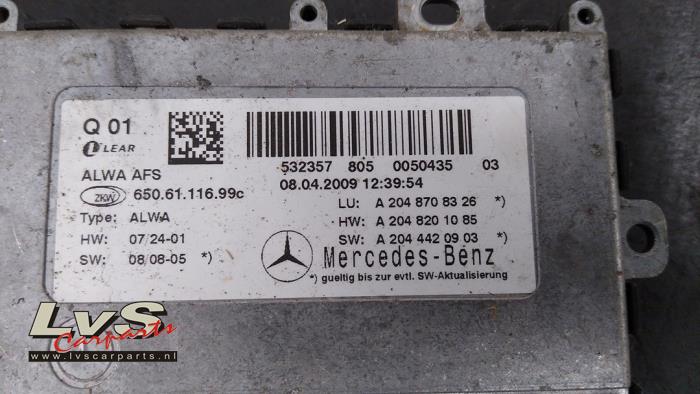 Q 01
LEAR
ALWA AFS
ZKW 650.61.116.99c
Type: ALWA
HW: 07/24-01
SW: 08/08-05 *)
532357 805 0050435 03
08.04.2009 12:39:54
LU: A 204 870 83 26 *)
HW: A 204 820 10 85
SW: A 204 442 09 03 *)
Mercedes-Benz
*) gueltig bis zur evtl. SW-Aktualisierung
LvS
Carparts
www.lvscarparts.nl